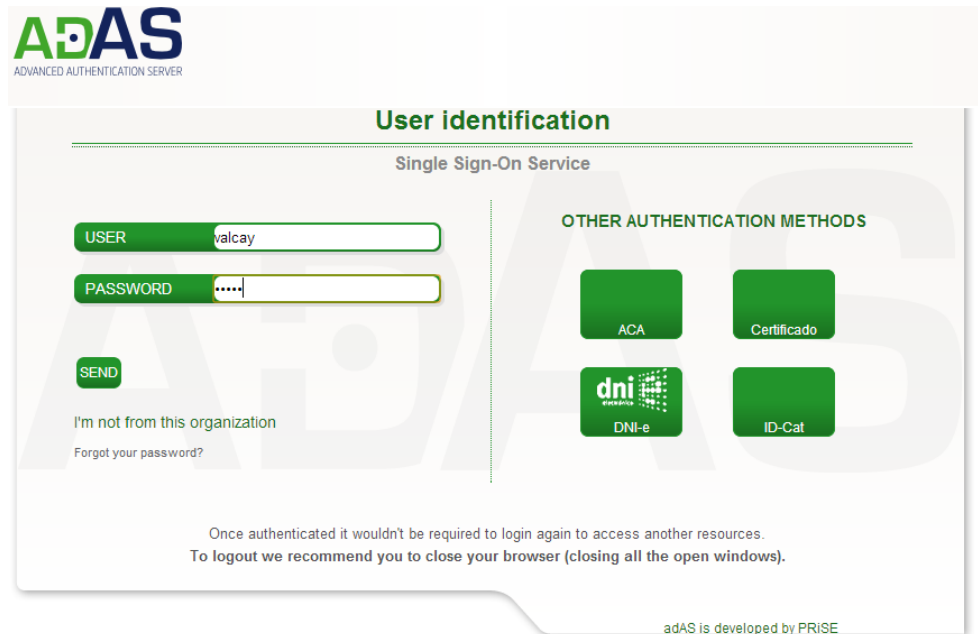 ADAS
ADVANCED AUTHENTICATION SERVER
User identification
Single Sign-On Service
USER
valcay
PASSWORD
•••••
SEND
I'm not from this organization
Forgot your password?
OTHER AUTHENTICATION METHODS
ACA
Certificado
dni e
electrónico
DNI-e
ID-Cat
Once authenticated it wouldn't be required to login again to access another resources.
To logout we recommend you to close your browser (closing all the open windows).
adAS is developed by PRiSE